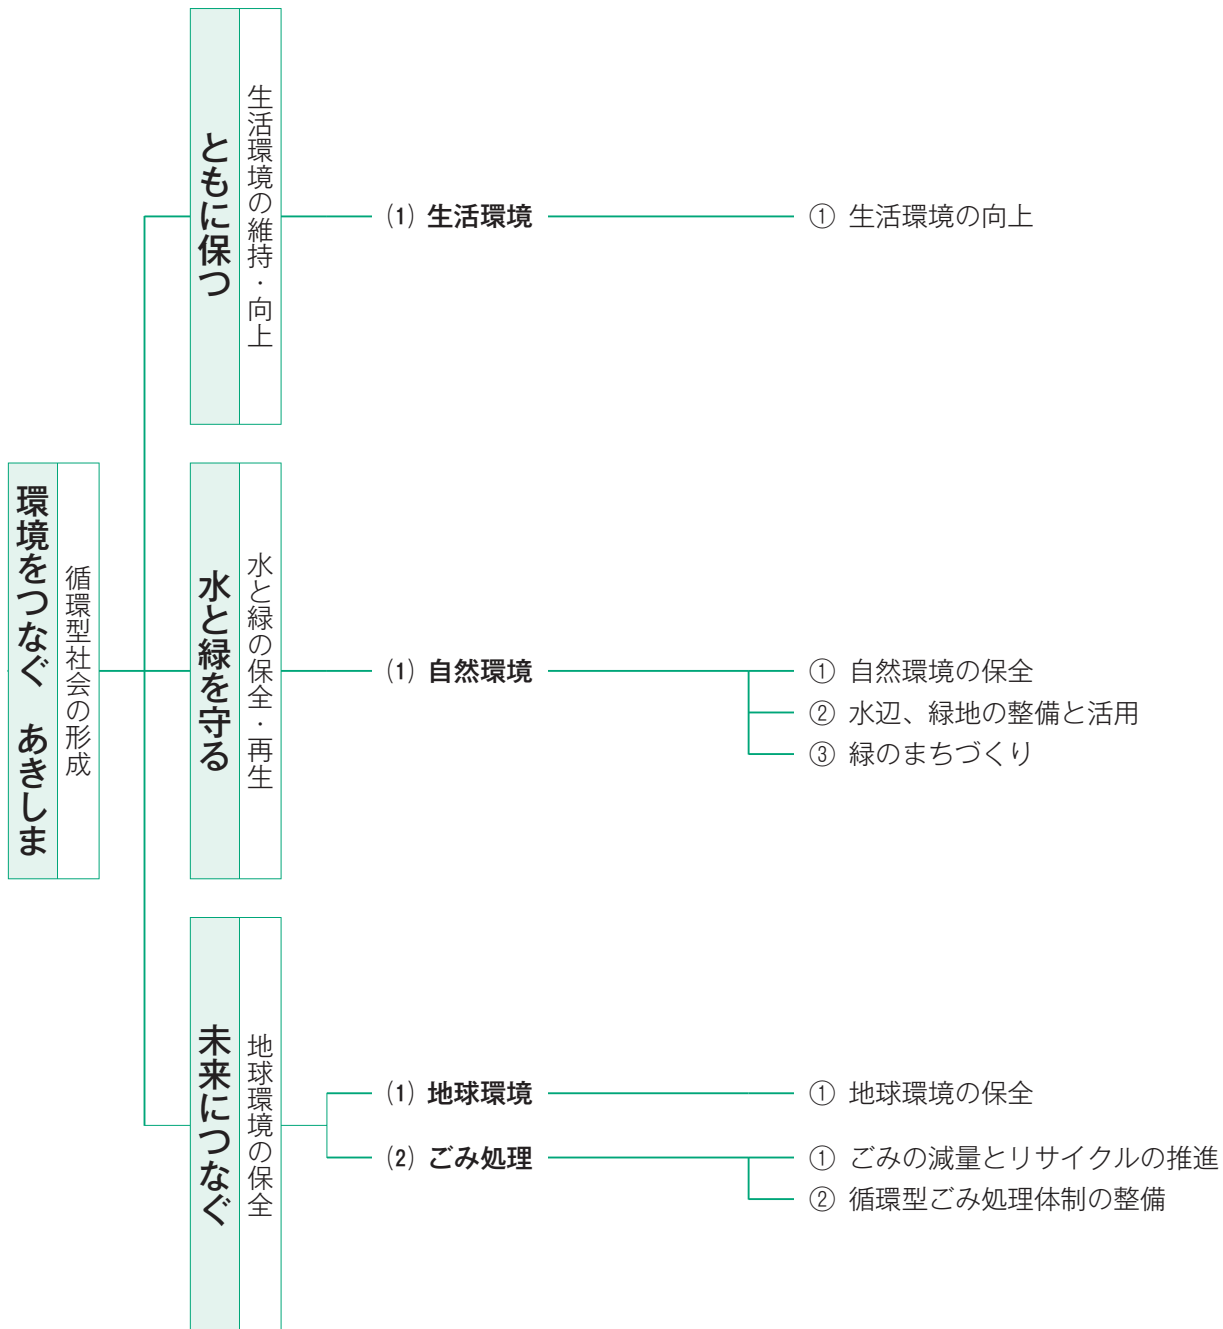 環境をつなぐ　あきしま
循環型社会の形成
ともに保つ
生活環境の維持・向上
⑴ 生活環境
① 生活環境の向上
水と緑を守る
水と緑の保全・再生
⑴ 自然環境
① 自然環境の保全
② 水辺、緑地の整備と活用
③ 緑のまちづくり
未来につなぐ
地球環境の保全
⑴ 地球環境
① 地球環境の保全
⑵ ごみ処理
① ごみの減量とリサイクルの推進
② 循環型ごみ処理体制の整備